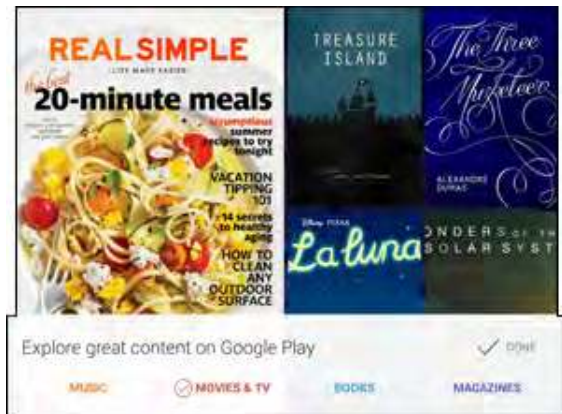 REAL SIMPLE
LIFE MADE EASIER
the best
20-minute meals
scrumptious
summer
recipes to try
tonight
VACATION
TIPPING
101
14 secrets
to healthy
aging
HOW TO
CLEAN
ANY
OUTDOOR
SURFACE
TREASURE
ISLAND
The Three
Musketeers
ALEXANDRE
DUMAS
Disney PIXAR
La luna
ONDERS OF TH
SOLAR SYST
Explore great content on Google Play
DONE
MUSIC
MOVIES & TV
BOOKS
MAGAZINES